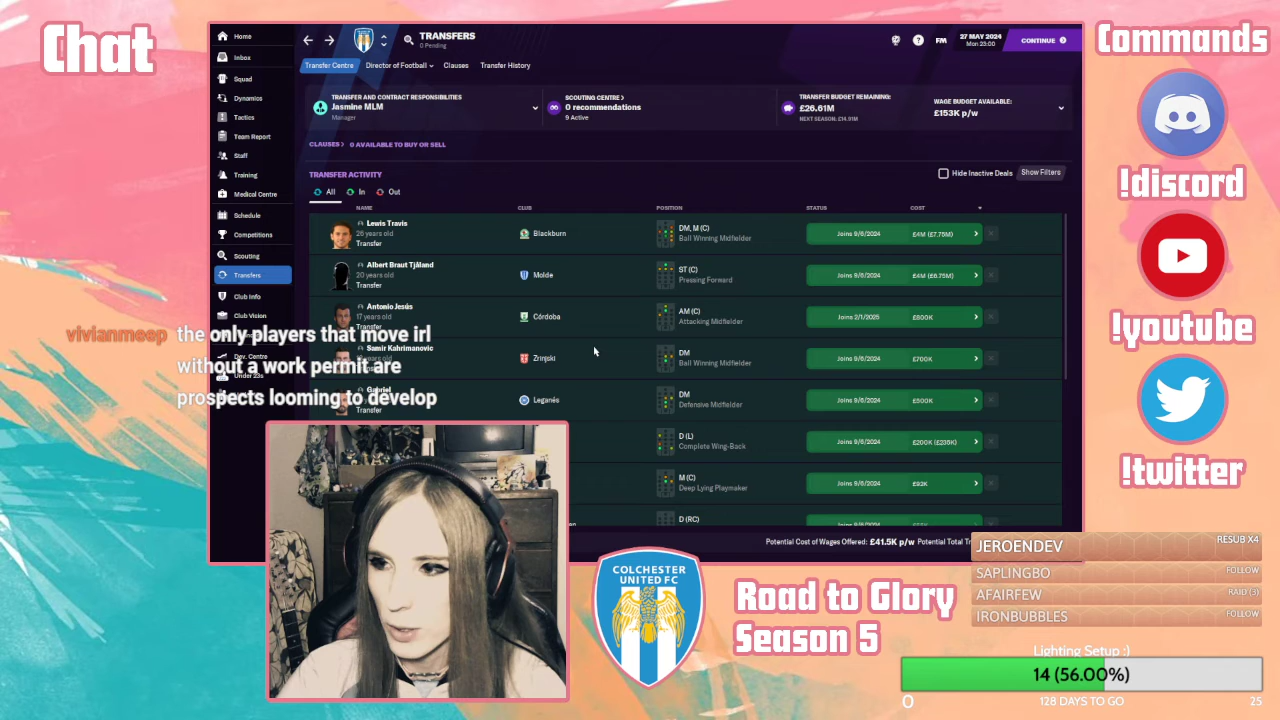 Chat
Home
Inbox
Squad
Dynamics
Tactics
Team Report
Staff
Training
Medical Centre
Schedule
Competitions
Scouting
Transfers
Club Info
Club Vision
Dev. Centre
Under 23s
TRANSFERS
0 Pending
FM
27 MAY 2024
Mon 23:00
CONTINUE
Transfer Centre
Director of Football
Clauses
Transfer History
TRANSFER AND CONTRACT RESPONSIBILITIES
Jasmine MLM
Manager
SCOUTING CENTRE >
0 recommendations
9 Active
TRANSFER BUDGET REMAINING:
£26.61M
NEXT SEASON: £14.51M
WAGE BUDGET AVAILABLE:
£153K p/w
CLAUSES > 0 AVAILABLE TO BUY OR SELL
TRANSFER ACTIVITY
Hide Inactive Deals
Show Filters
All In Out
NAME CLUB POSITION STATUS COST
Lewis Travis
26 years old
Transfer
Blackburn
DM, M (C)
Ball Winning Midfielder
Joins 9/6/2024 £4M (£7.75M)
Albert Braut Tjåland
20 years old
Transfer
Molde
ST (C)
Pressing Forward
Joins 9/6/2024 £4M (£6.75M)
Antonio Jesús
17 years old
Transfer
Córdoba
AM (C)
Attacking Midfielder
Joins 2/1/2025 £800K
Samir Kahrimanovic
years old
Zrinjski
DM
Ball Winning Midfielder
Joins 9/6/2024 £700K
Gabriel
Transfer
Leganés
DM
Defensive Midfielder
Joins 9/6/2024 £500K
D (L)
Complete Wing-Back
Joins 9/6/2024 £200K (£235K)
M (C)
Deep Lying Playmaker
Joins 9/6/2024 £92K
D (RC)
Potential Cost of Wages Offered: £41.5K p/w Potential Total Tr
vivianmeep the only players that move irl
without a work permit are
prospects looming to develop
COLCHESTER
UNITED FC
Road to Glory
Season 5
Commands
!discord
!youtube
!twitter
JEROENDEV RESUB X4
SAPLINGBO FOLLOW
AFAIRFEW RAID (3)
IRONBUBBLES FOLLOW
Lighting Setup :)
14 (56.00%)
0 128 DAYS TO GO 25